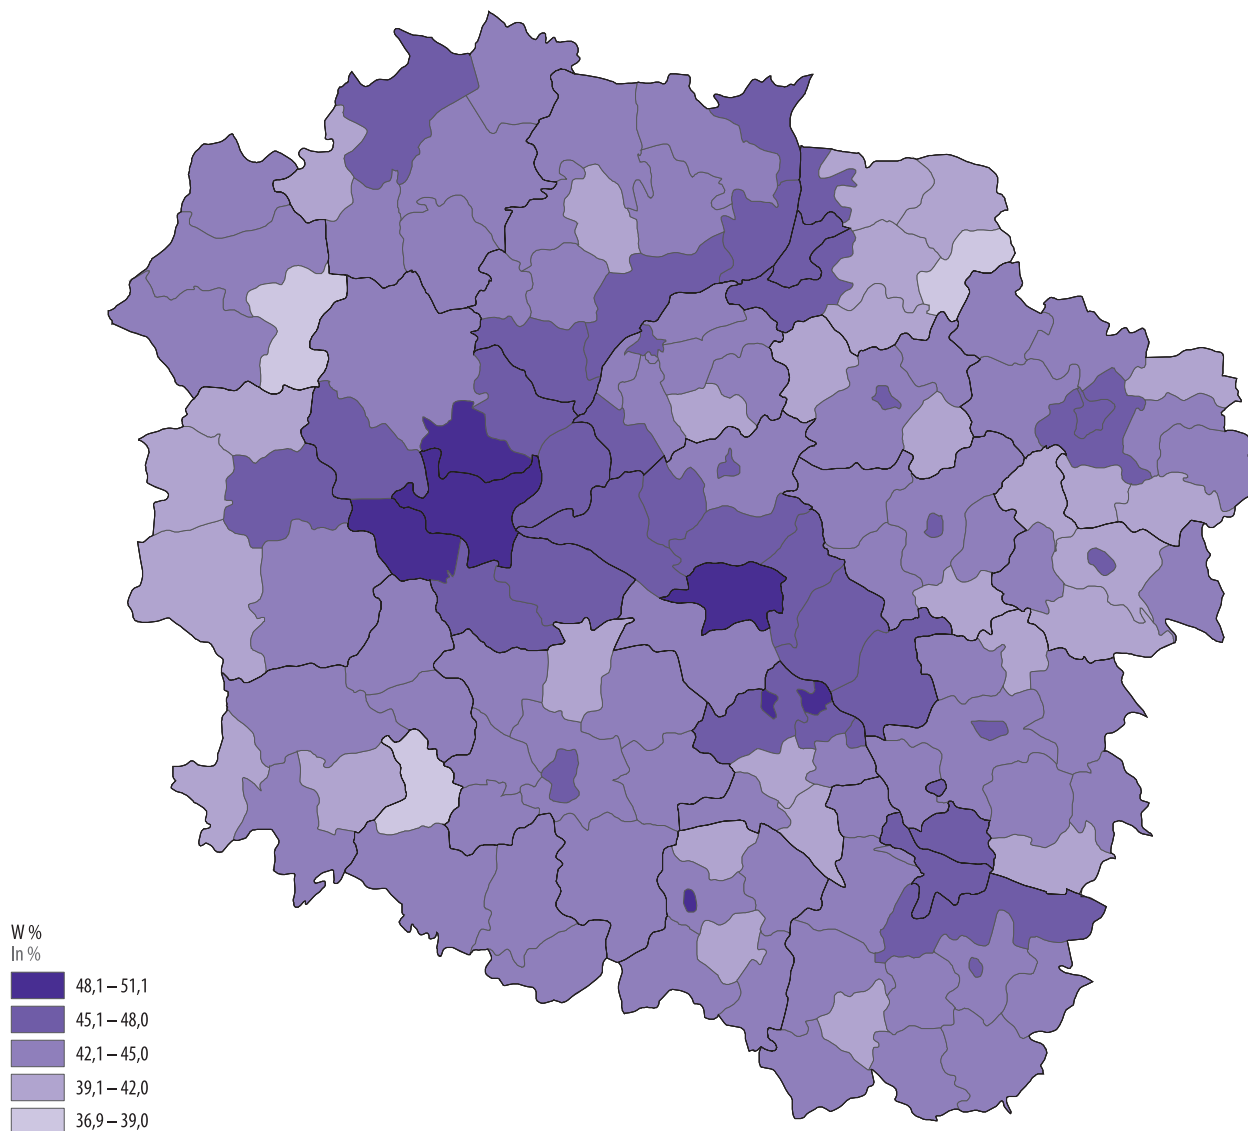 W %
In %
48,1 – 51,1
45,1 – 48,0
42,1 – 45,0
39,1 – 42,0
36,9 – 39,0